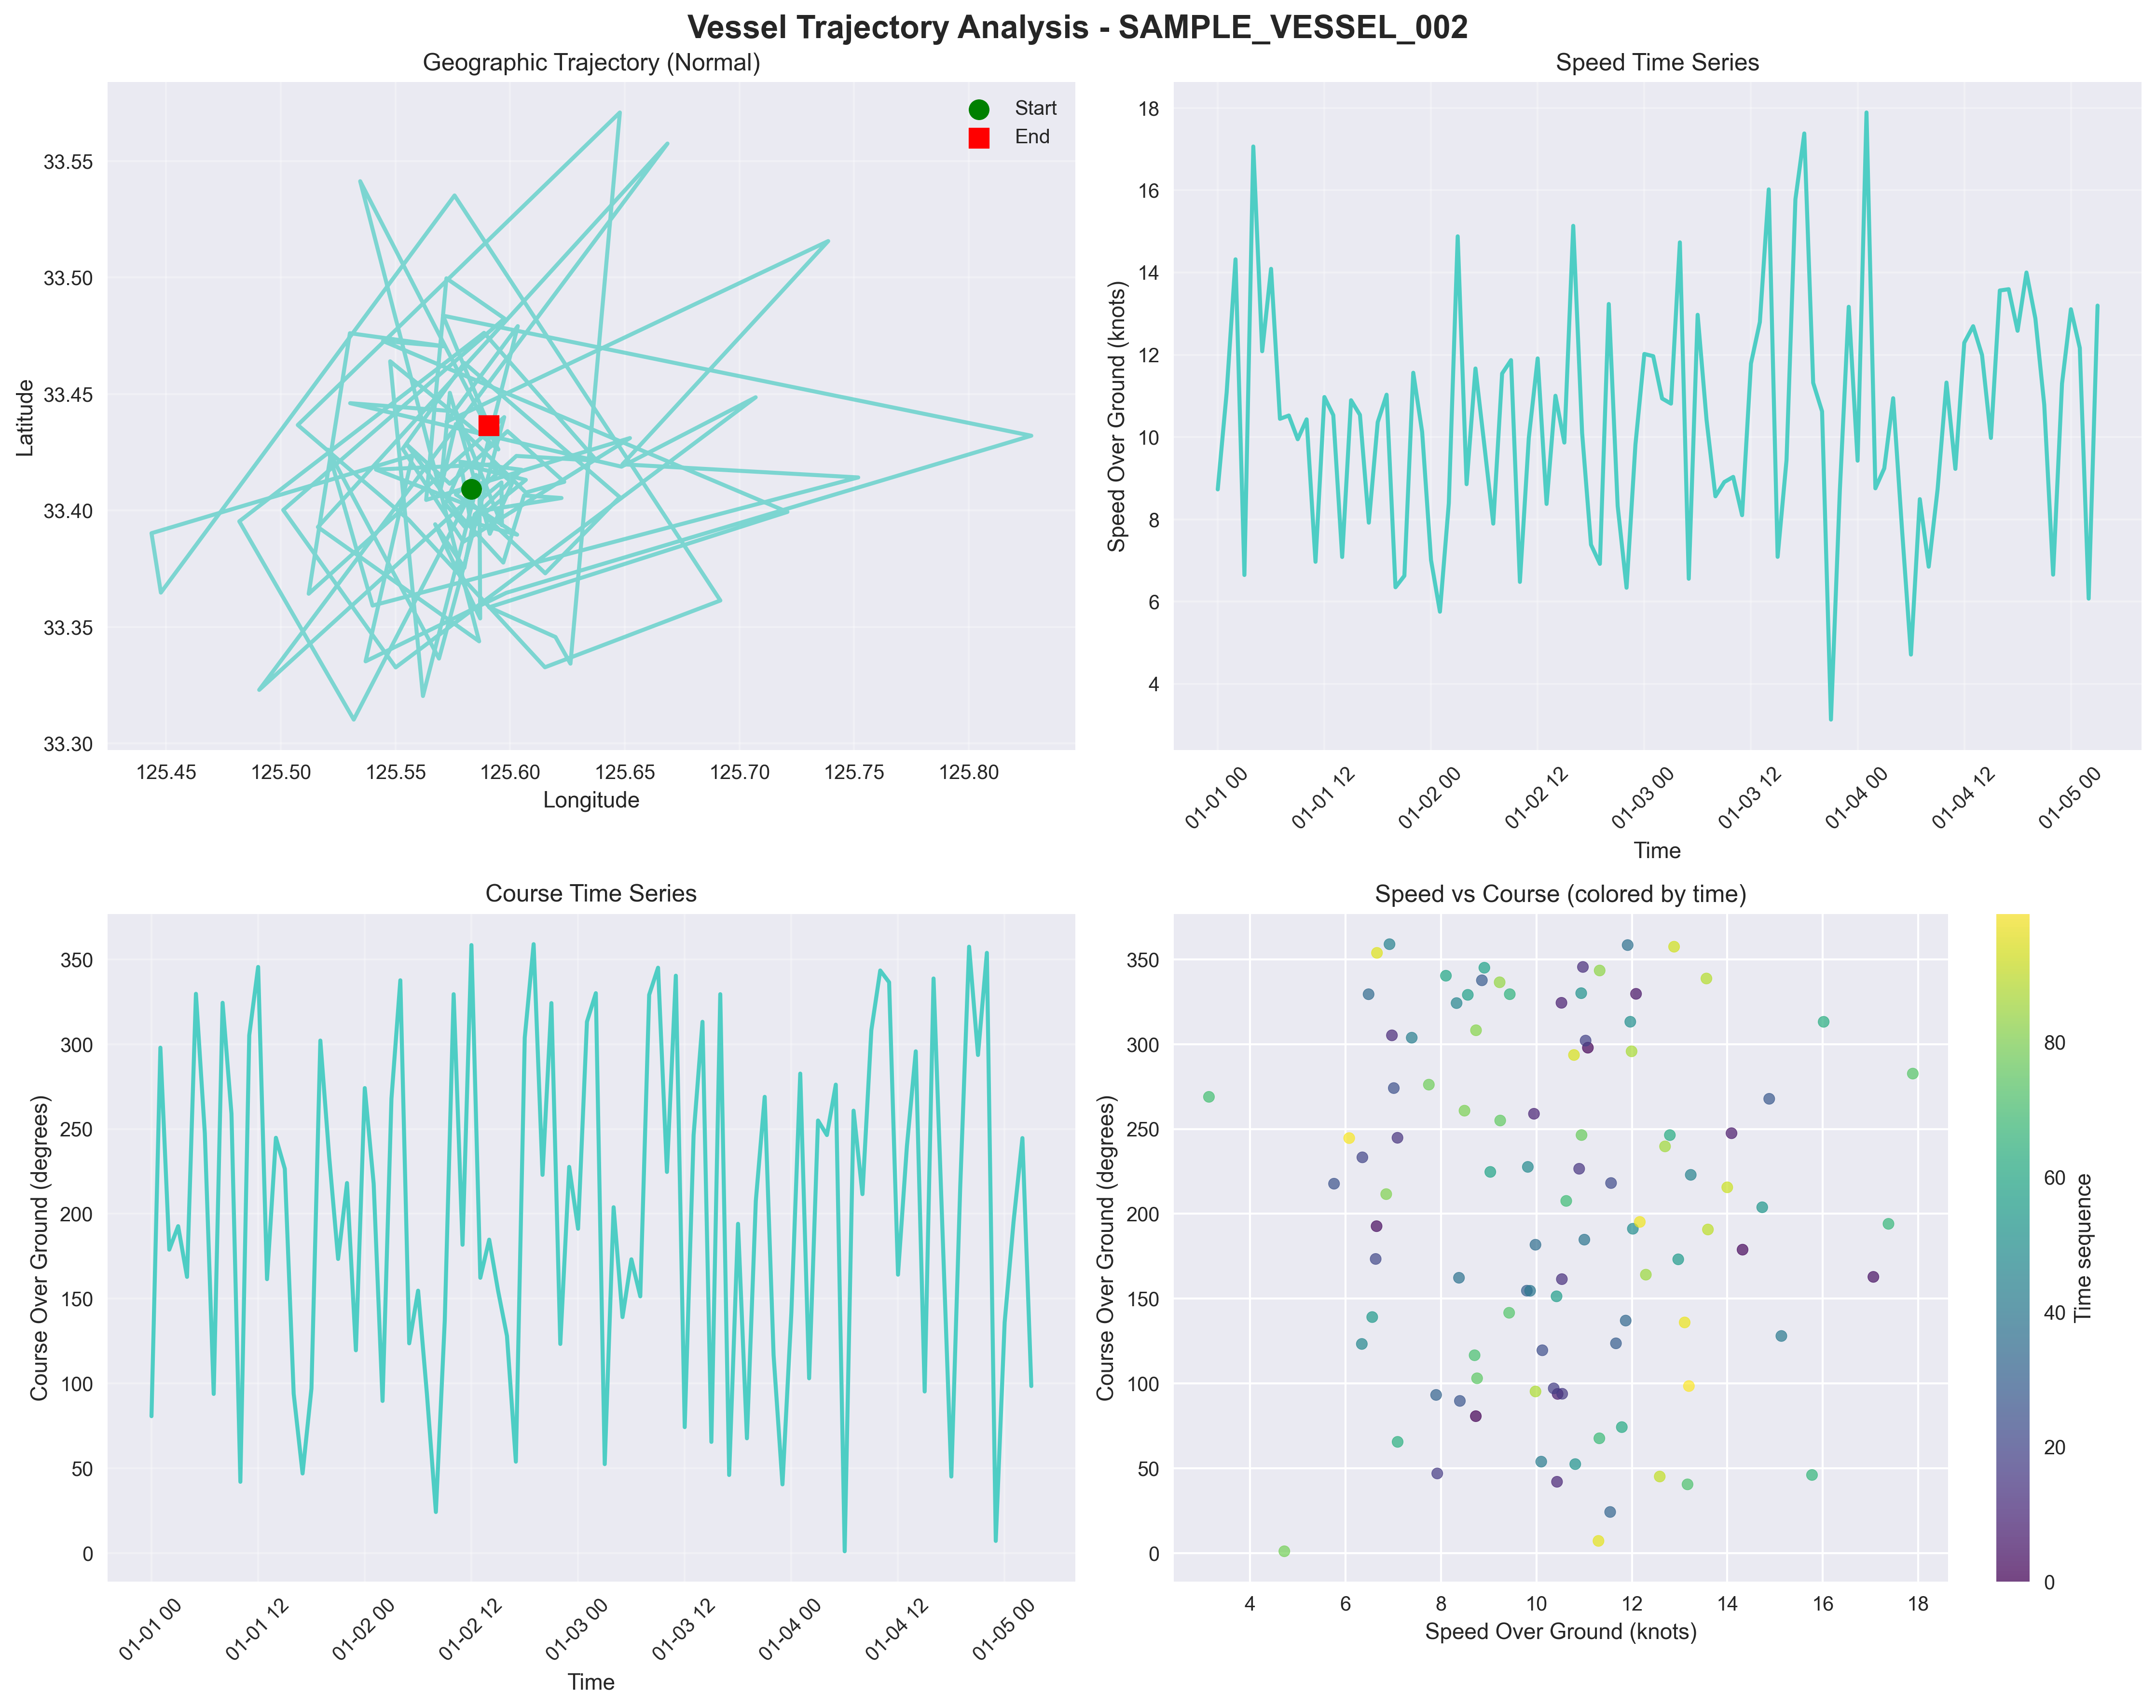 Vessel Trajectory Analysis - SAMPLE_VESSEL_002
Geographic Trajectory (Normal)
Start
End
33.55
33.50
33.45
33.40
33.35
33.30
Latitude
125.45 125.50 125.55 125.60 125.65 125.70 125.75 125.80
Longitude
Speed Time Series
18
16
14
12
10
8
6
4
Speed Over Ground (knots)
01-01 00 01-01 12 01-02 00 01-02 12 01-03 00 01-03 12 01-04 00 01-04 12 01-05 00
Time
Course Time Series
350
300
250
200
150
100
50
0
Course Over Ground (degrees)
01-01 00 01-01 12 01-02 00 01-02 12 01-03 00 01-03 12 01-04 00 01-04 12 01-05 00
Time
Speed vs Course (colored by time)
350
300
250
200
150
100
50
0
Course Over Ground (degrees)
4 6 8 10 12 14 16 18
Speed Over Ground (knots)
80
60
40
20
0
Time sequence